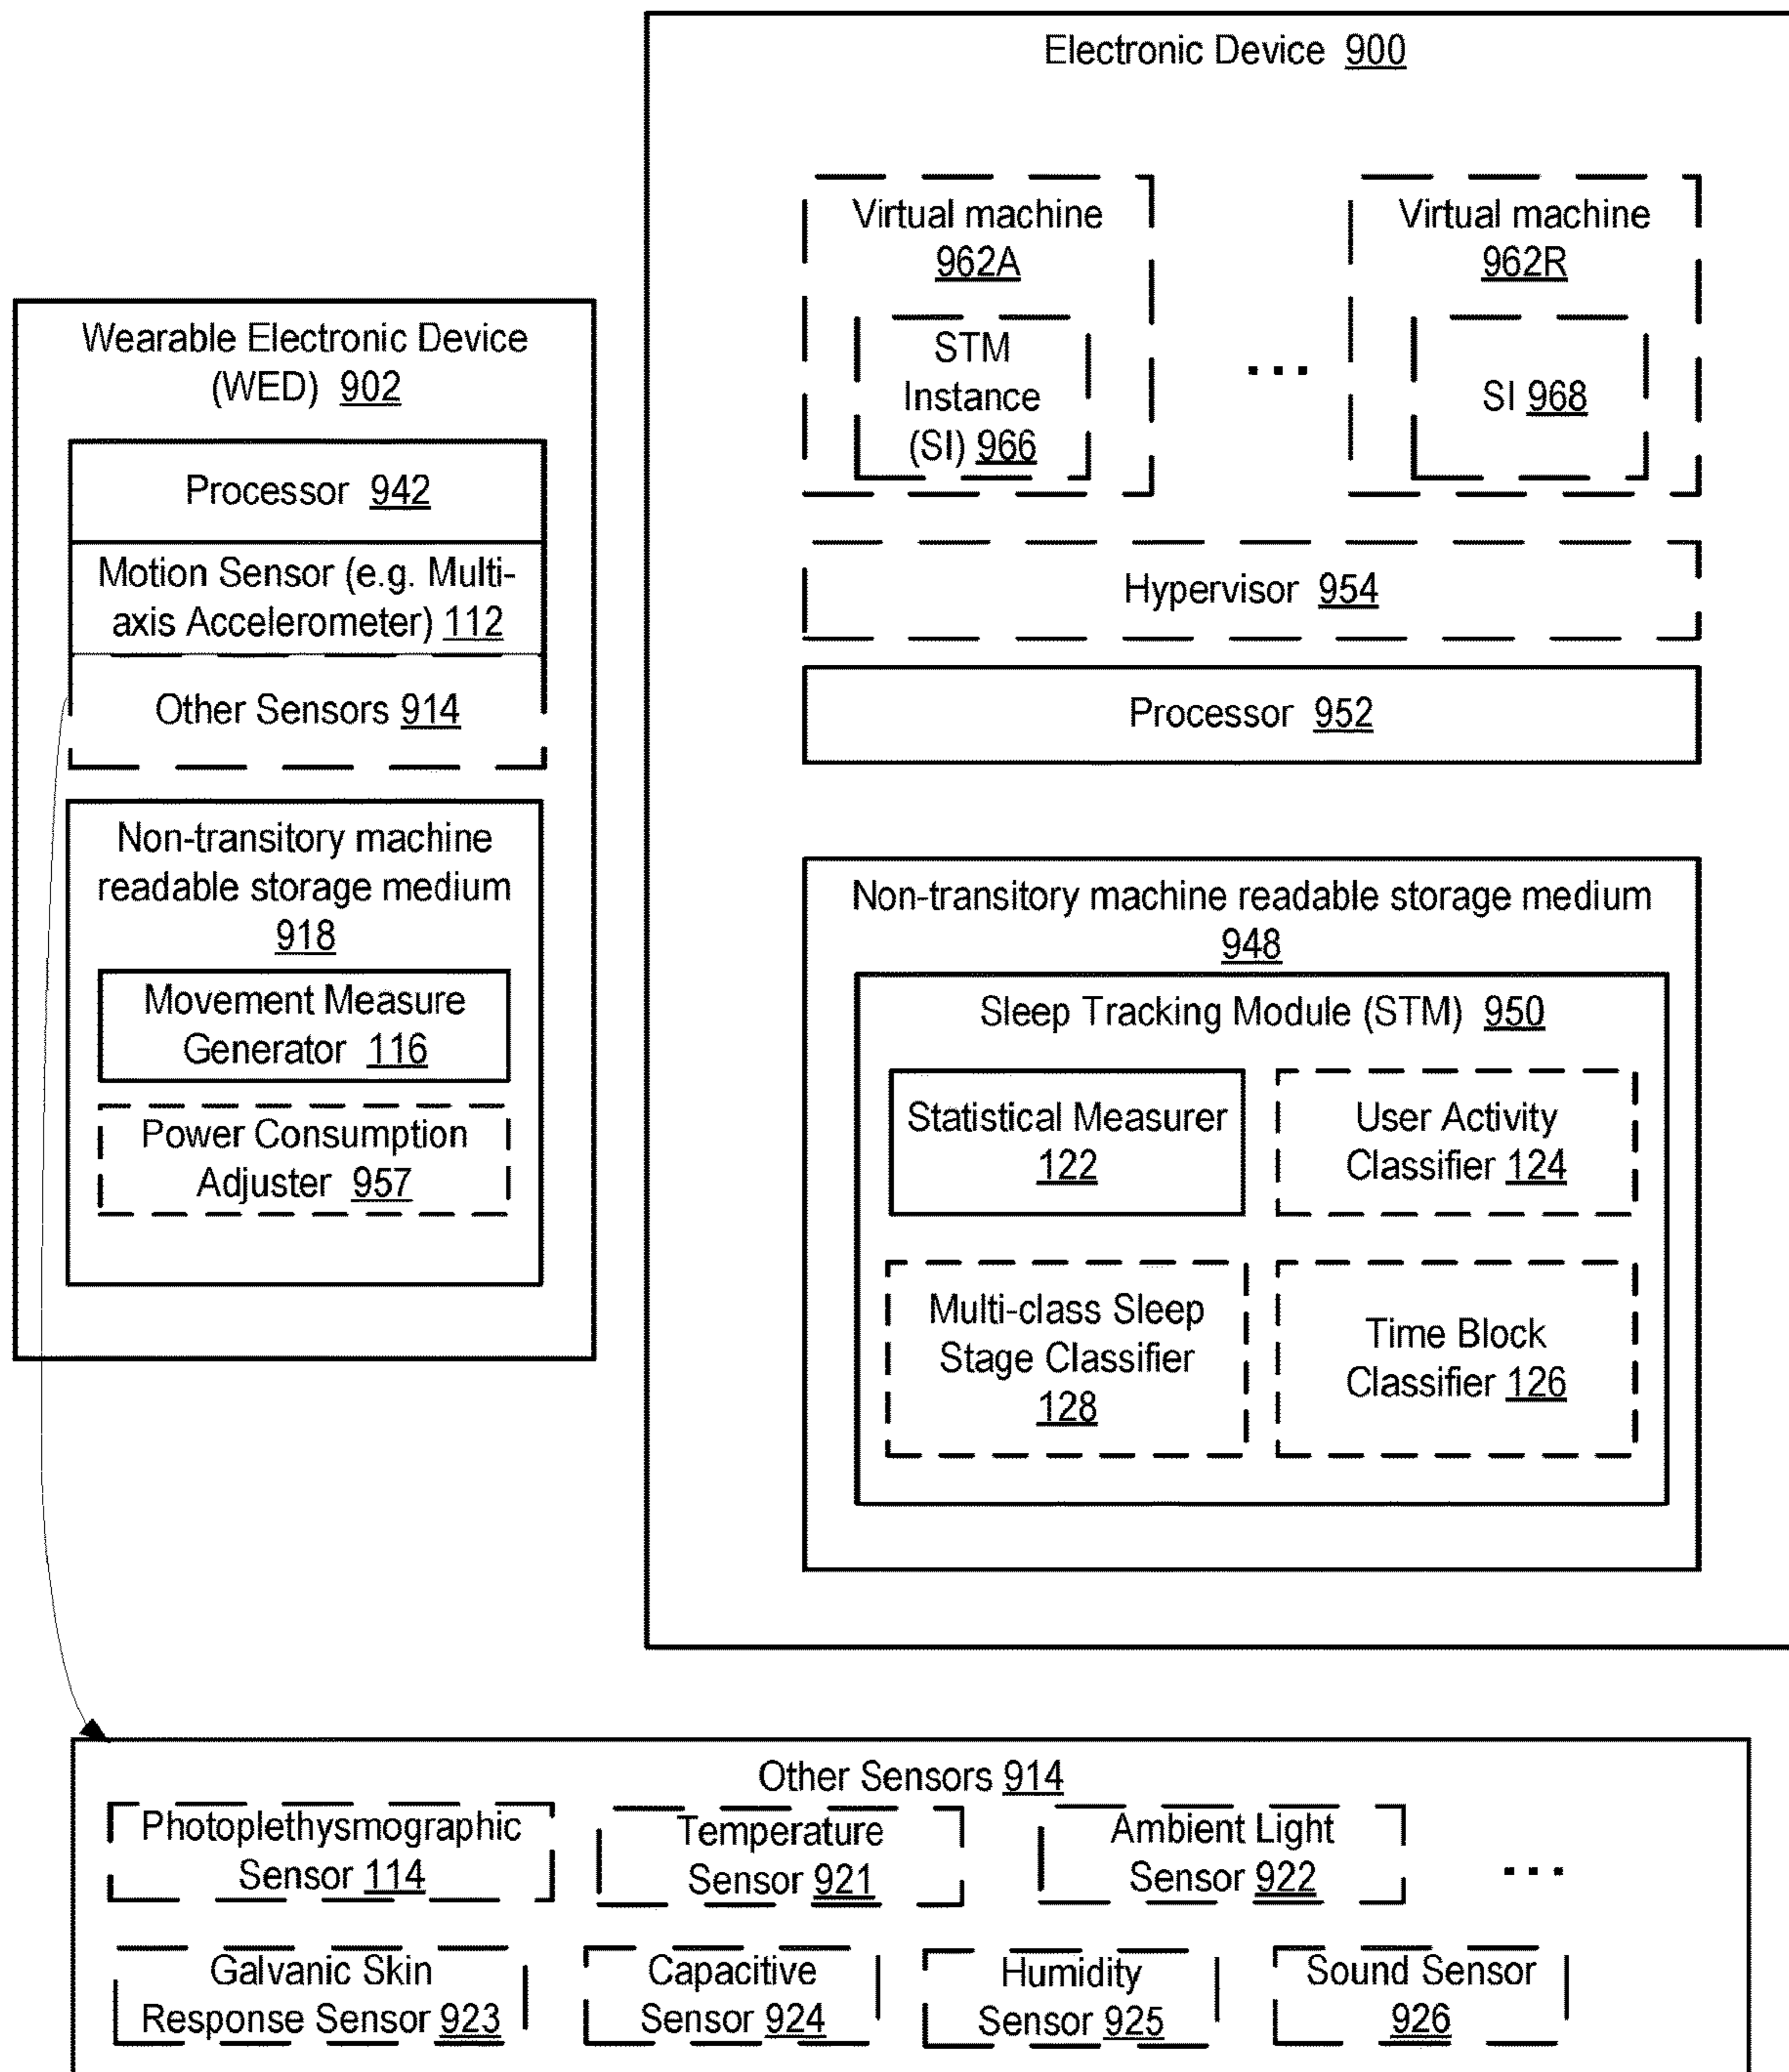 Electronic Device 900
Virtual machine
962A
STM
Instance
(SI) 966
...
Virtual machine
962R
SI 968
Hypervisor 954
Processor 952
Non-transitory machine readable storage medium
948
Sleep Tracking Module (STM) 950
Statistical Measurer
122
User Activity
Classifier 124
Multi-class Sleep
Stage Classifier
128
Time Block
Classifier 126
Wearable Electronic Device
(WED) 902
Processor 942
Motion Sensor (e.g. Multi-
axis Accelerometer) 112
Other Sensors 914
Non-transitory machine
readable storage medium
918
Movement Measure
Generator 116
Power Consumption
Adjuster 957
Other Sensors 914
Photoplethysmographic
Sensor 114
Temperature
Sensor 921
Ambient Light
Sensor 922
...
Galvanic Skin
Response Sensor 923
Capacitive
Sensor 924
Humidity
Sensor 925
Sound Sensor
926